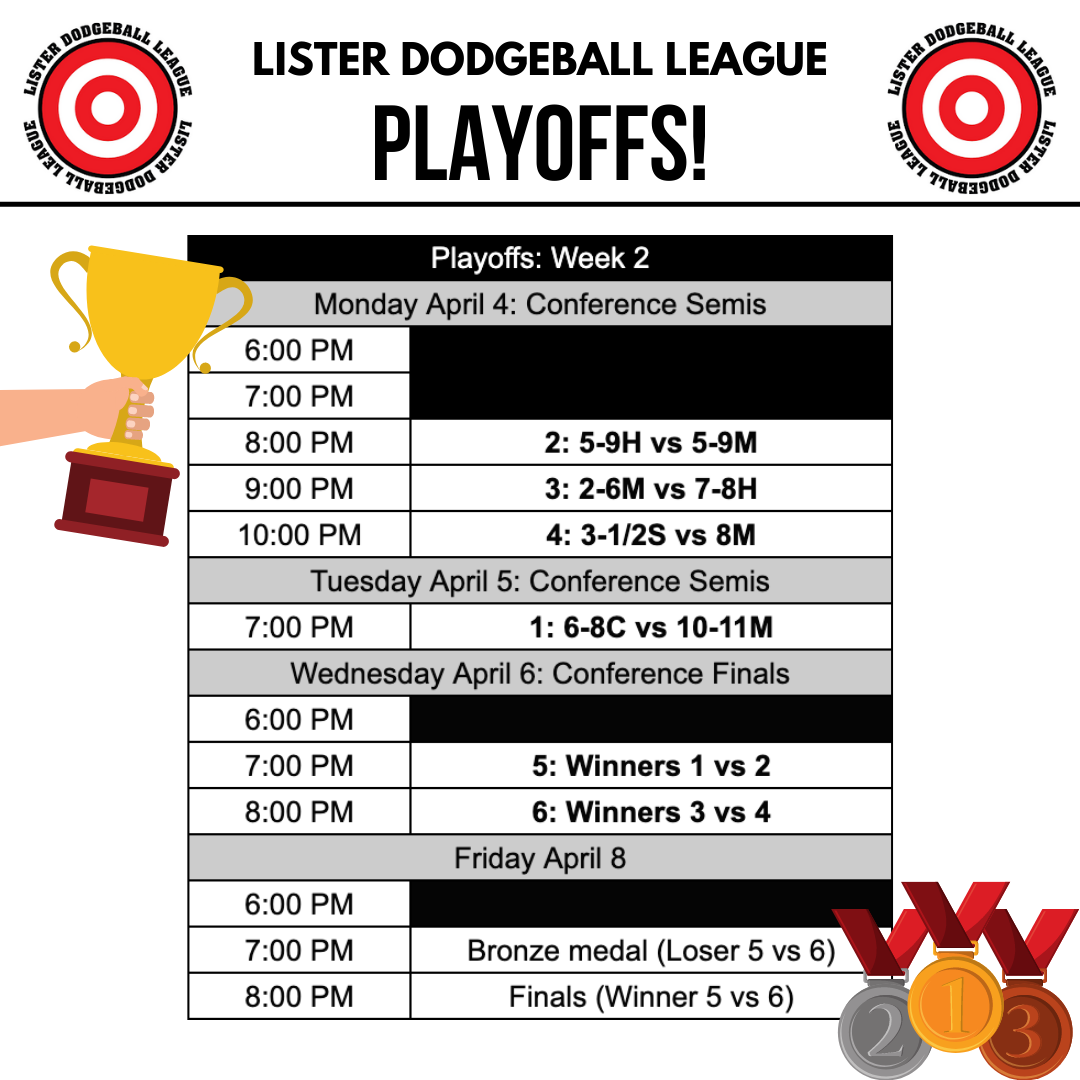 LISTER DODGEBALL LEAGUE LISTER DODGEBALL LEAGUE
LISTER DODGEBALL LEAGUE
PLAYOFFS!
LISTER DODGEBALL LEAGUE LISTER DODGEBALL LEAGUE
Playoffs: Week 2
Monday April 4: Conference Semis
6:00 PM
7:00 PM
8:00 PM 2: 5-9H vs 5-9M
9:00 PM 3: 2-6M vs 7-8H
10:00 PM 4: 3-1/2S vs 8M
Tuesday April 5: Conference Semis
7:00 PM 1: 6-8C vs 10-11M
Wednesday April 6: Conference Finals
6:00 PM
7:00 PM 5: Winners 1 vs 2
8:00 PM 6: Winners 3 vs 4
Friday April 8
6:00 PM
7:00 PM Bronze medal (Loser 5 vs 6)
8:00 PM Finals (Winner 5 vs 6)
2 1 3